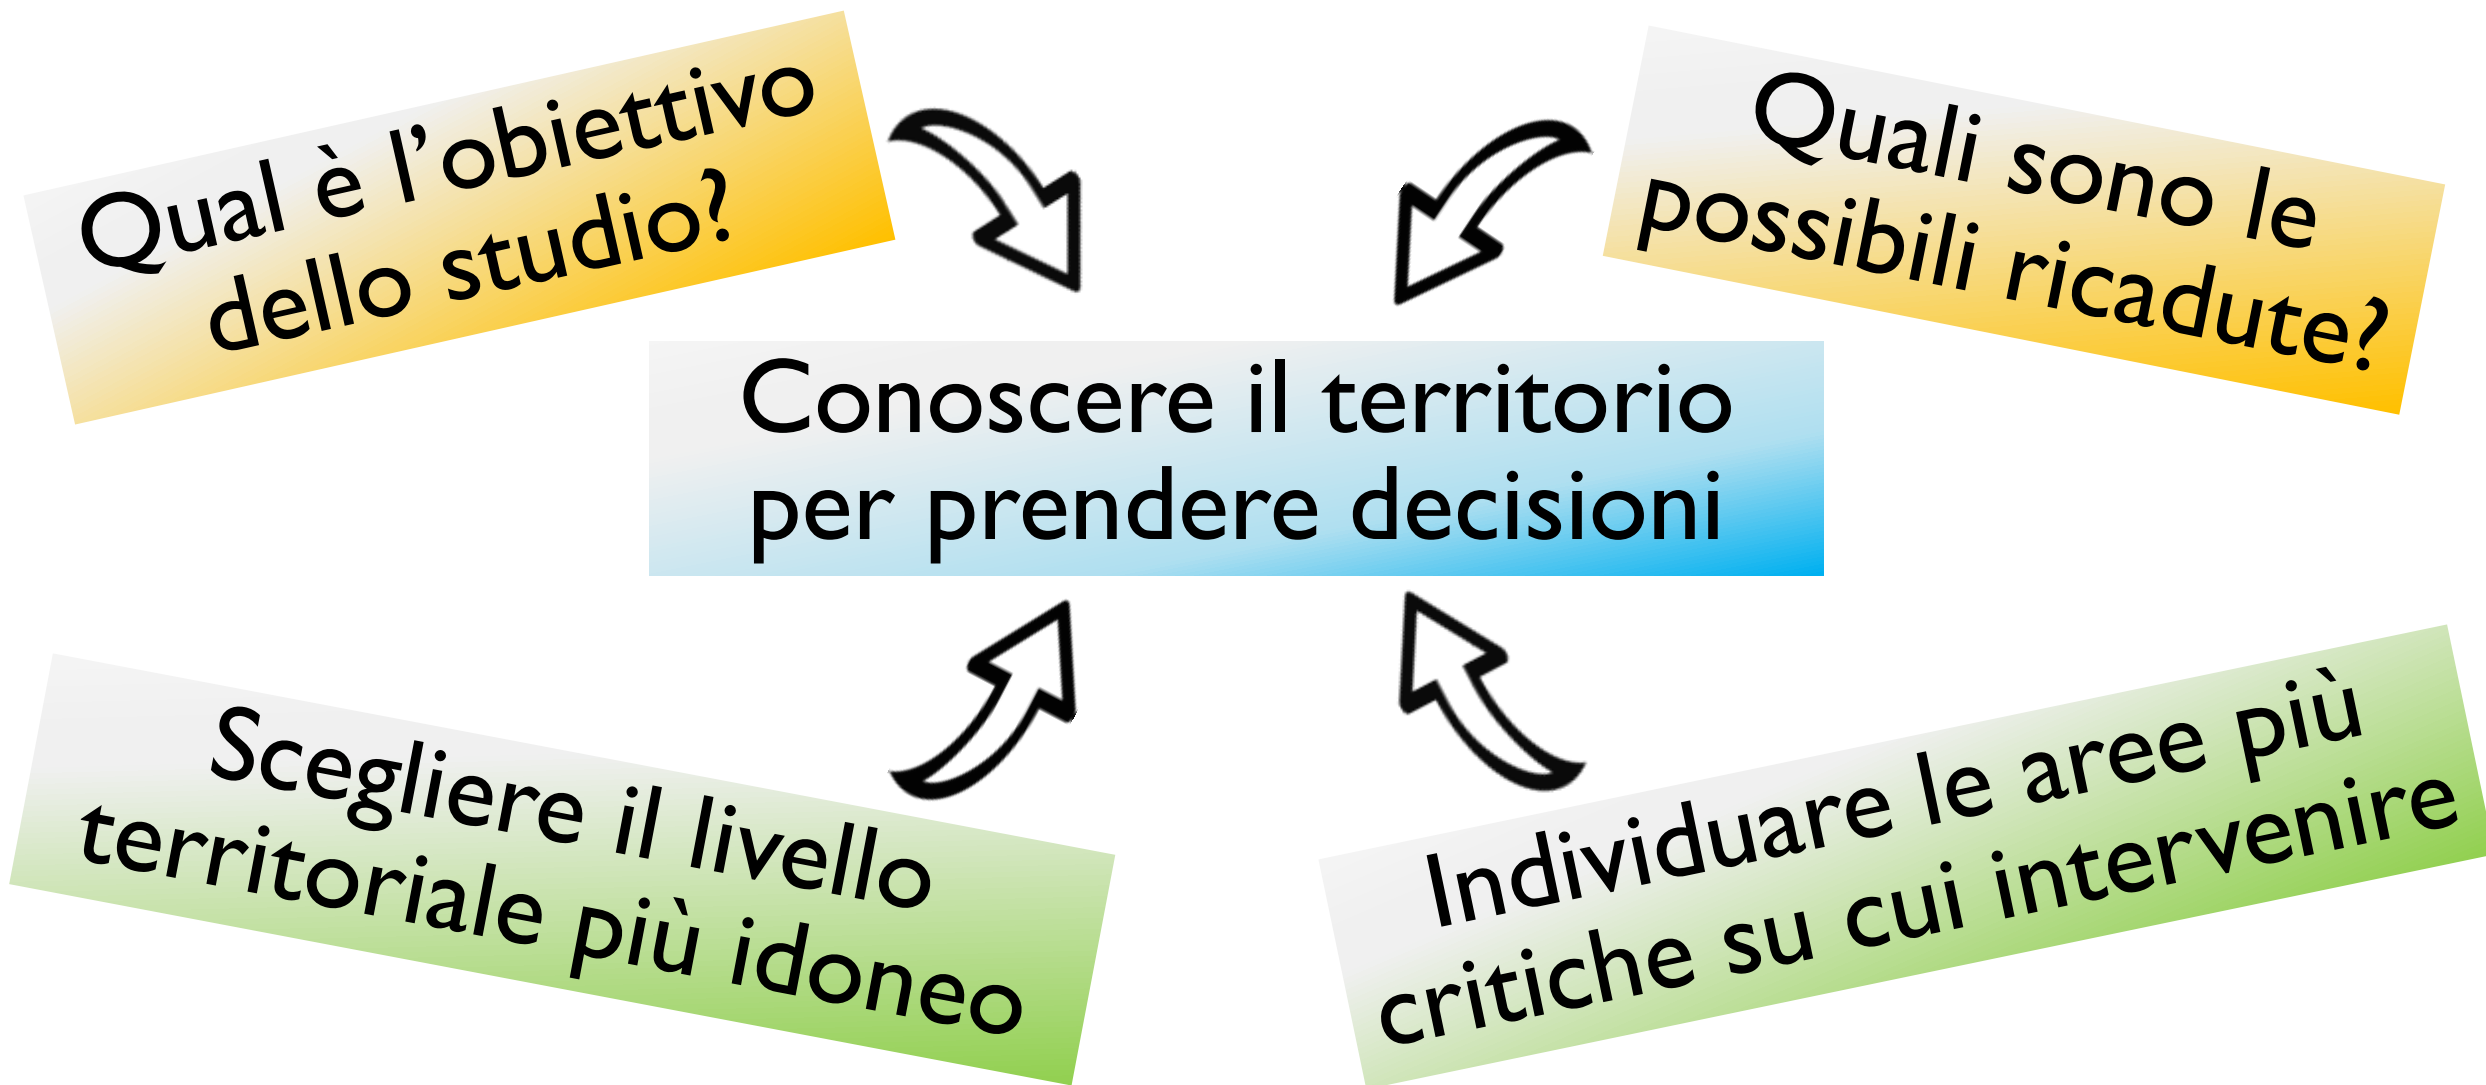 Qual è l’obiettivo
dello studio?
Quali sono le
possibili ricadute?
Conoscere il territorio
per prendere decisioni
Scegliere il livello
territoriale più idoneo
Individuare le aree più
critiche su cui intervenire